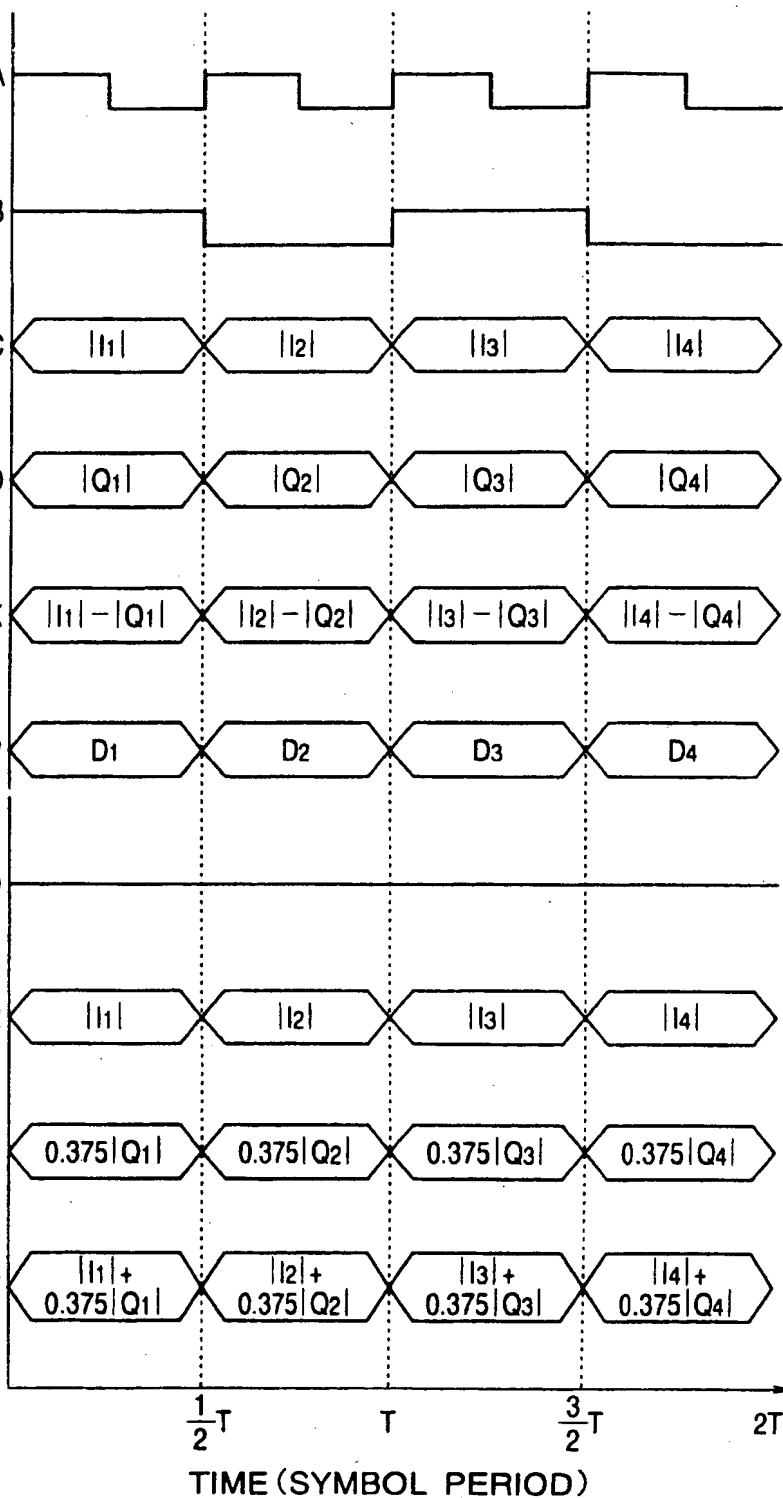 A
B
C |I1| |I2| |I3| |I4|
|Q1| |Q2| |Q3| |Q4|
|I1|-|Q1| |I2|-|Q2| |I3|-|Q3| |I4|-|Q4|
D1 D2 D3 D4
|I1| |I2| |I3| |I4|
0.375|Q1| 0.375|Q2| 0.375|Q3| 0.375|Q4|
|I1|+ |I2|+ |I3|+ |I4|+
0.375|Q1| 0.375|Q2| 0.375|Q3| 0.375|Q4|
1/2 T T 3/2 T 2T
TIME (SYMBOL PERIOD)